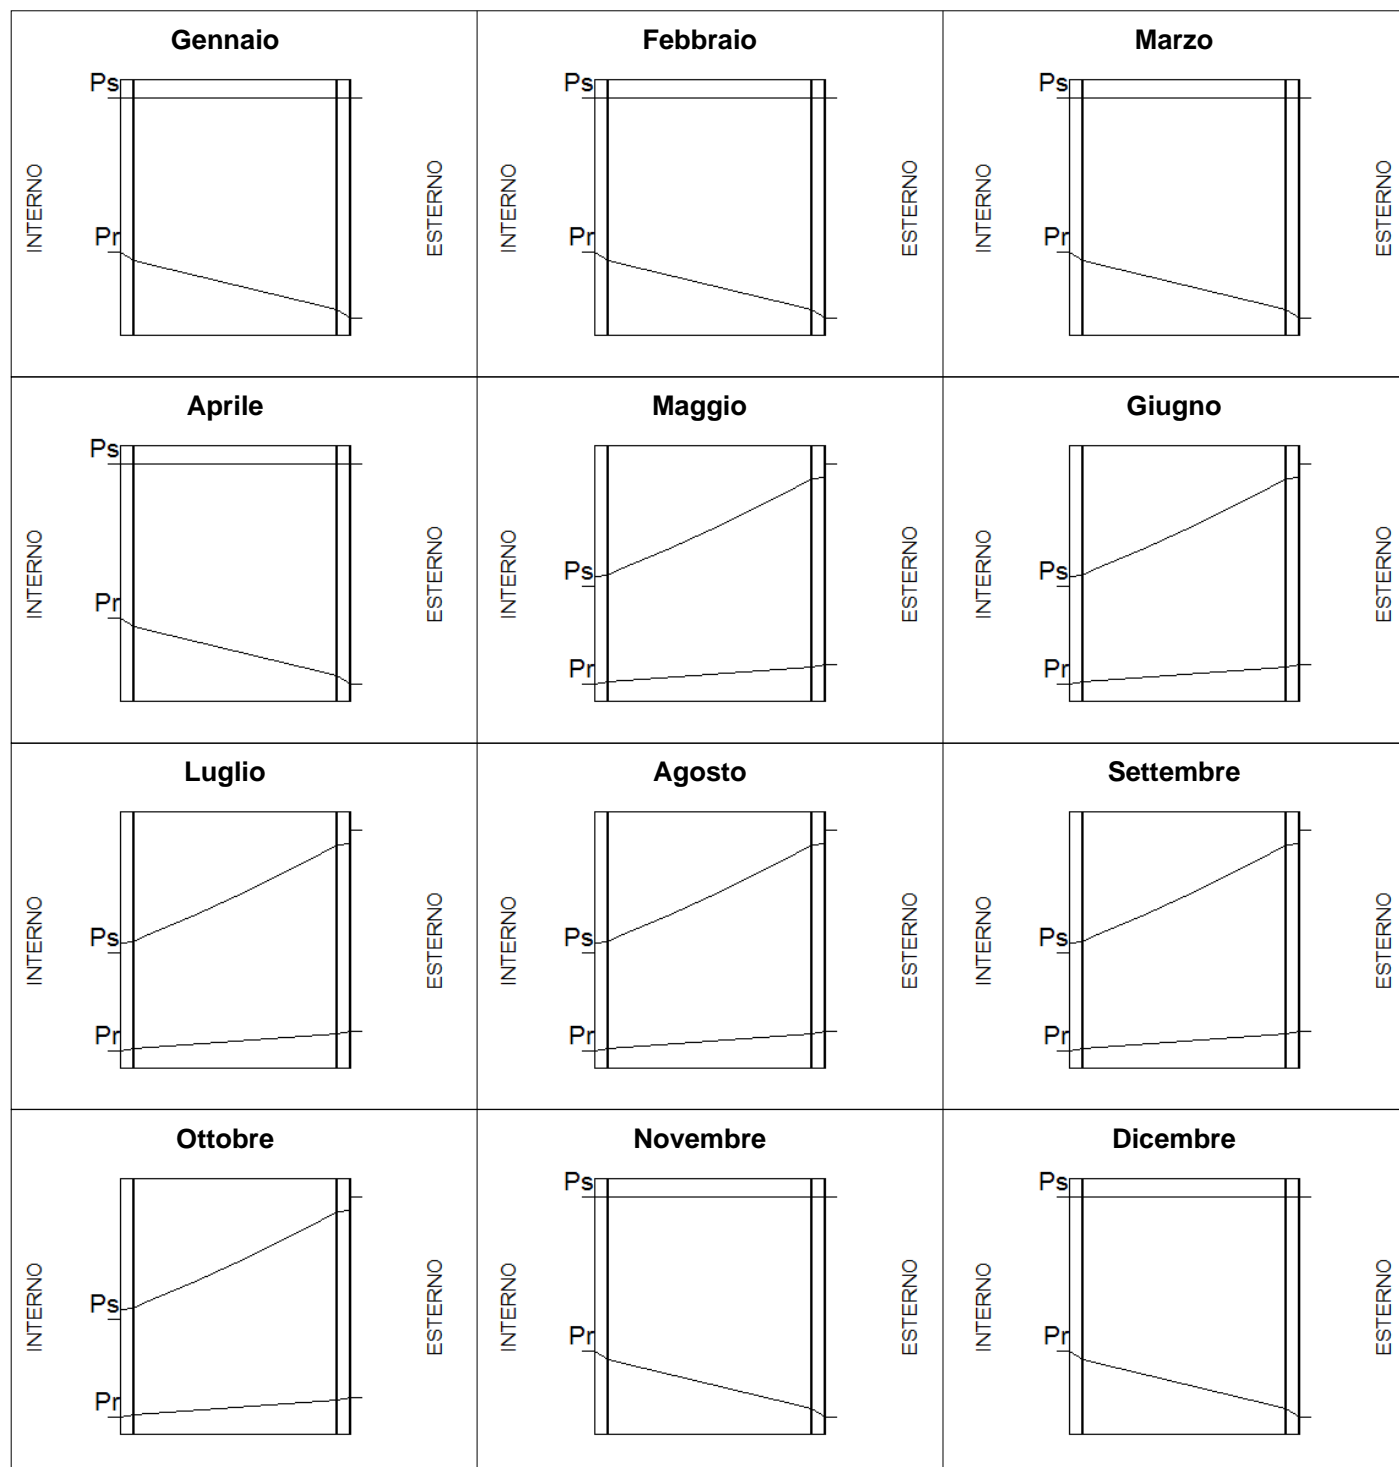 Gennaio
Febbraio
Marzo
Ps
Ps
Ps
INTERNO
ESTERNO
INTERNO
ESTERNO
INTERNO
ESTERNO
Pr
Pr
Pr
Aprile
Maggio
Giugno
Ps
INTERNO
ESTERNO
INTERNO
ESTERNO
INTERNO
ESTERNO
Ps
Ps
Pr
Pr
Pr
Luglio
Agosto
Settembre
INTERNO
ESTERNO
INTERNO
ESTERNO
INTERNO
ESTERNO
Ps
Ps
Ps
Pr
Pr
Pr
Ottobre
Novembre
Dicembre
Ps
Ps
INTERNO
ESTERNO
INTERNO
ESTERNO
INTERNO
ESTERNO
Ps
Pr
Pr
Pr